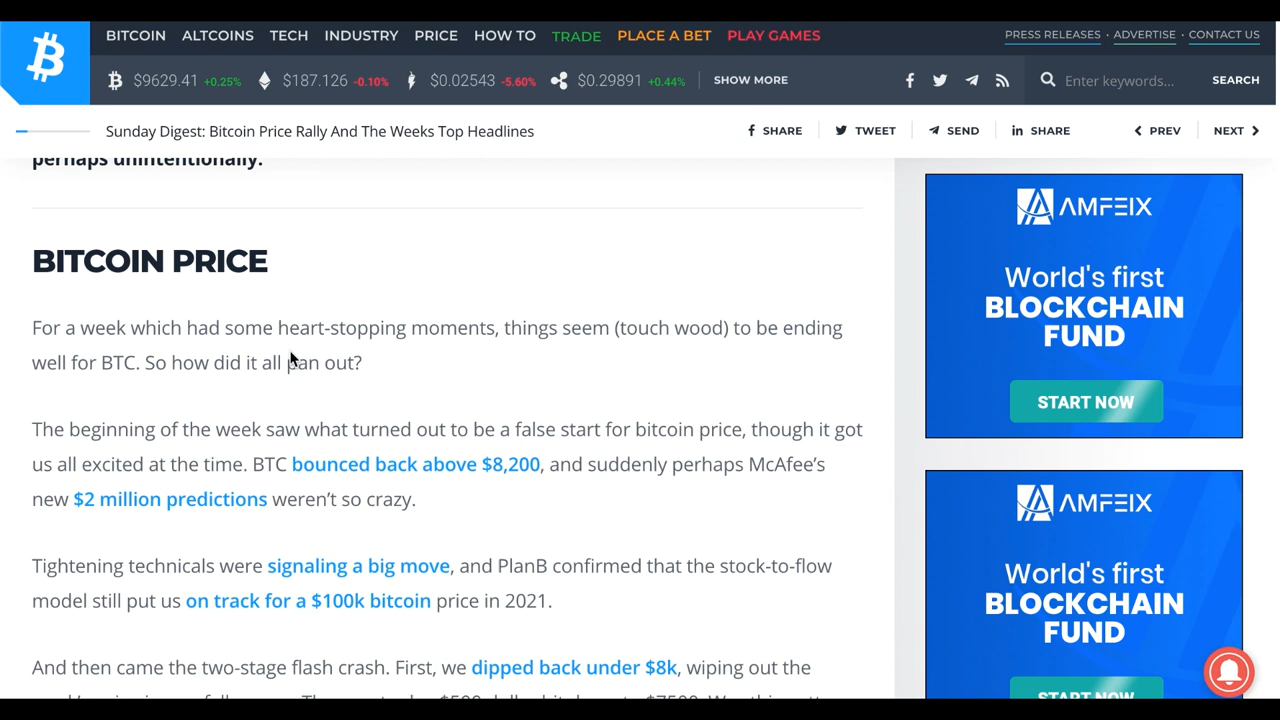 BITCOIN ALTCOINS TECH INDUSTRY PRICE HOW TO TRADE PLACE A BET PLAY GAMES PRESS RELEASES · ADVERTISE · CONTACT US
$9629.41 +0.25% $187.126 -0.10% $0.02543 -5.60% $0.29891 +0.44% SHOW MORE Enter keywords... SEARCH
Sunday Digest: Bitcoin Price Rally And The Weeks Top Headlines SHARE TWEET SEND SHARE PREV NEXT
perhaps unintentionally.
BITCOIN PRICE
For a week which had some heart-stopping moments, things seem (touch wood) to be ending
well for BTC. So how did it all pan out?
The beginning of the week saw what turned out to be a false start for bitcoin price, though it got
us all excited at the time. BTC bounced back above $8,200, and suddenly perhaps McAfee's
new $2 million predictions weren't so crazy.
Tightening technicals were signaling a big move, and PlanB confirmed that the stock-to-flow
model still put us on track for a $100k bitcoin price in 2021.
And then came the two-stage flash crash. First, we dipped back under $8k, wiping out the
AMFEIX
World's first
BLOCKCHAIN
FUND
START NOW
AMFEIX
World's first
BLOCKCHAIN
FUND
START NOW